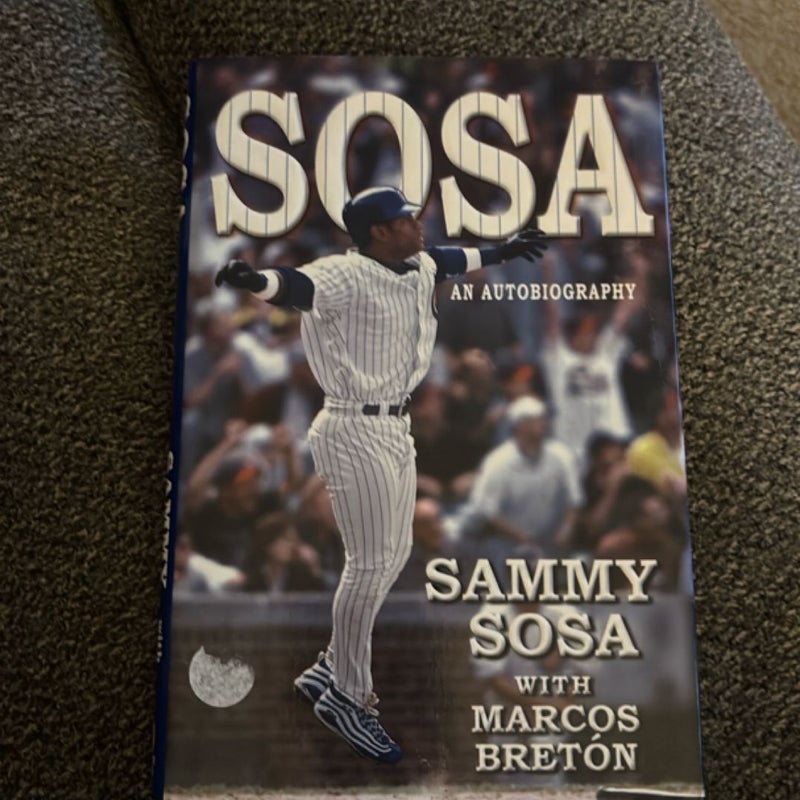 SOSA
AN AUTOBIOGRAPHY
SAMMY
SOSA
WITH
MARCOS
BRETÓN